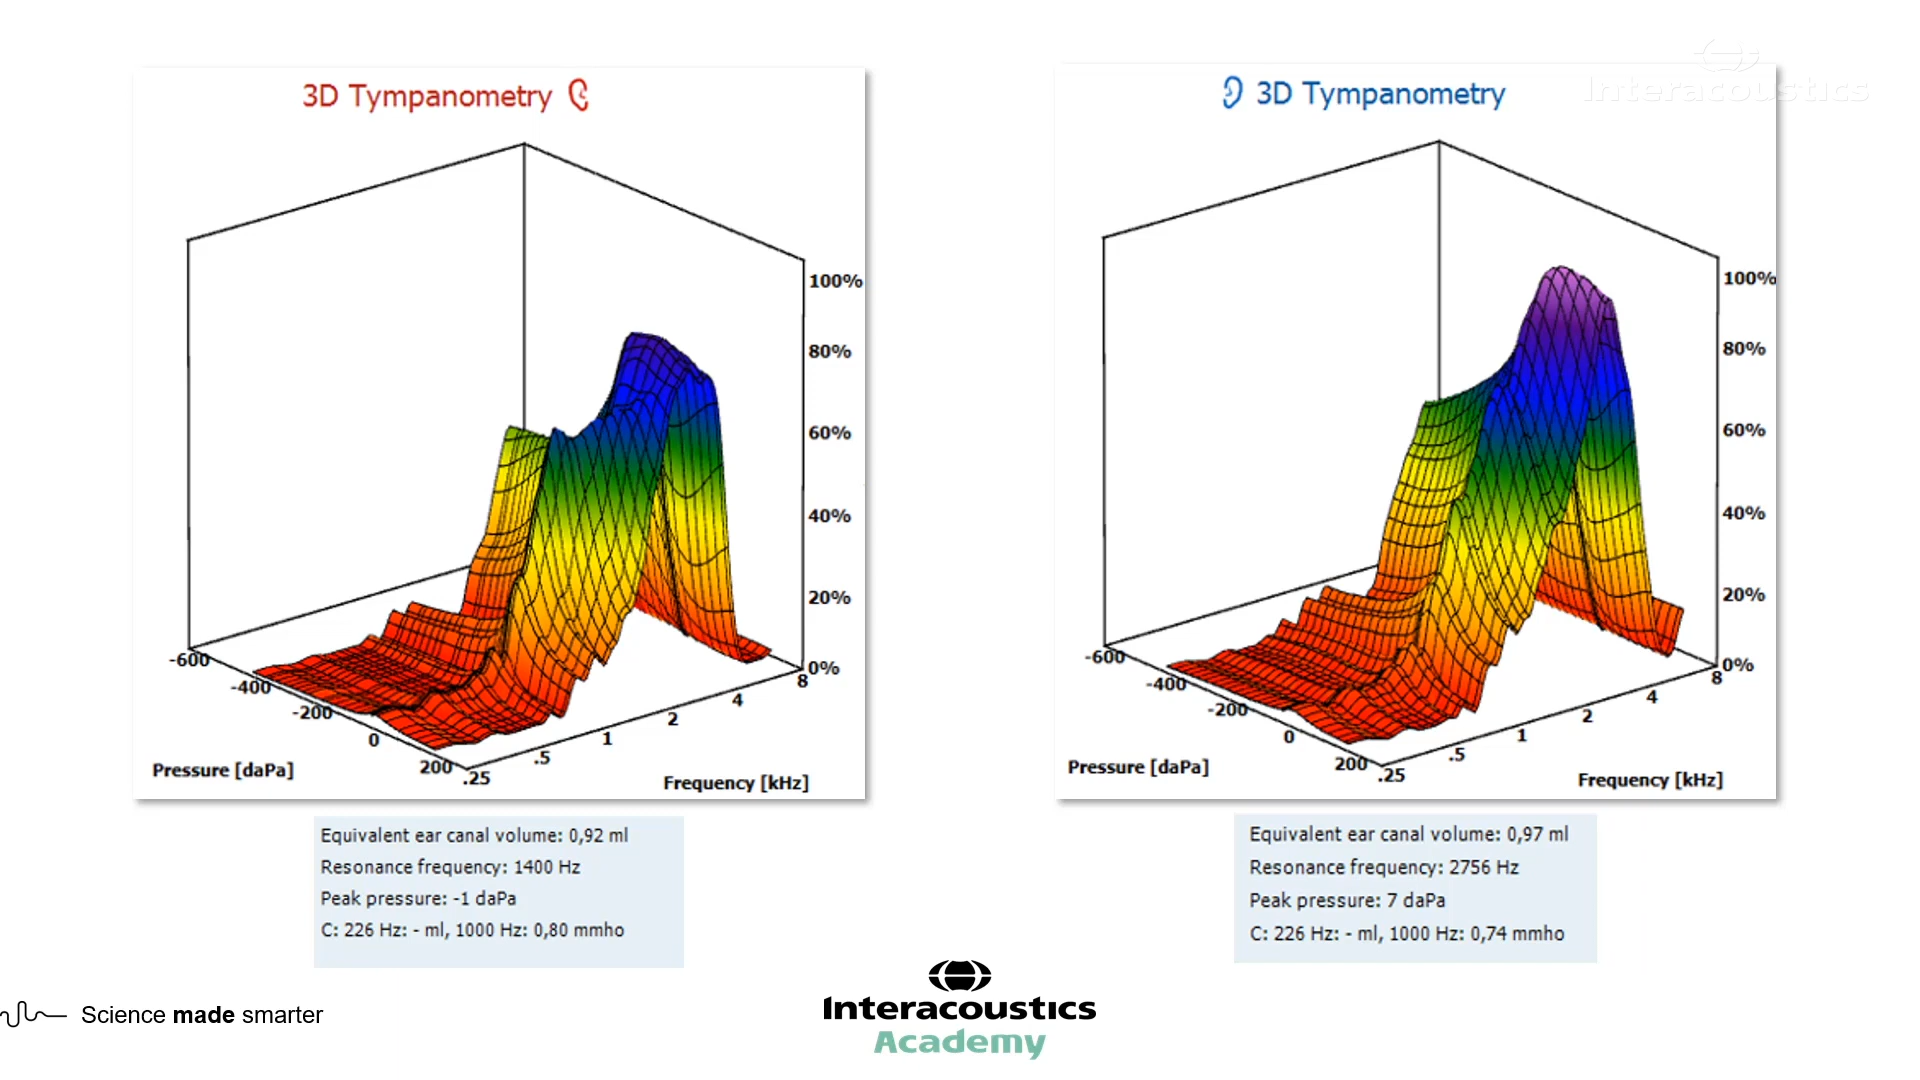 3D Tympanometry
100%
80%
60%
40%
20%
0%
-600
-400
-200
0
200
.25
.5
1
2
4
8
Pressure [daPa]
Frequency [kHz]
Equivalent ear canal volume: 0,92 ml
Resonance frequency: 1400 Hz
Peak pressure: -1 daPa
C: 226 Hz: - ml, 1000 Hz: 0,80 mmho
3D Tympanometry
Interacoustics
100%
80%
60%
40%
20%
0%
-600
-400
-200
0
200
.25
.5
1
2
4
8
Pressure [daPa]
Frequency [kHz]
Equivalent ear canal volume: 0,97 ml
Resonance frequency: 2756 Hz
Peak pressure: 7 daPa
C: 226 Hz: - ml, 1000 Hz: 0,74 mmho
Science made smarter
Interacoustics
Academy